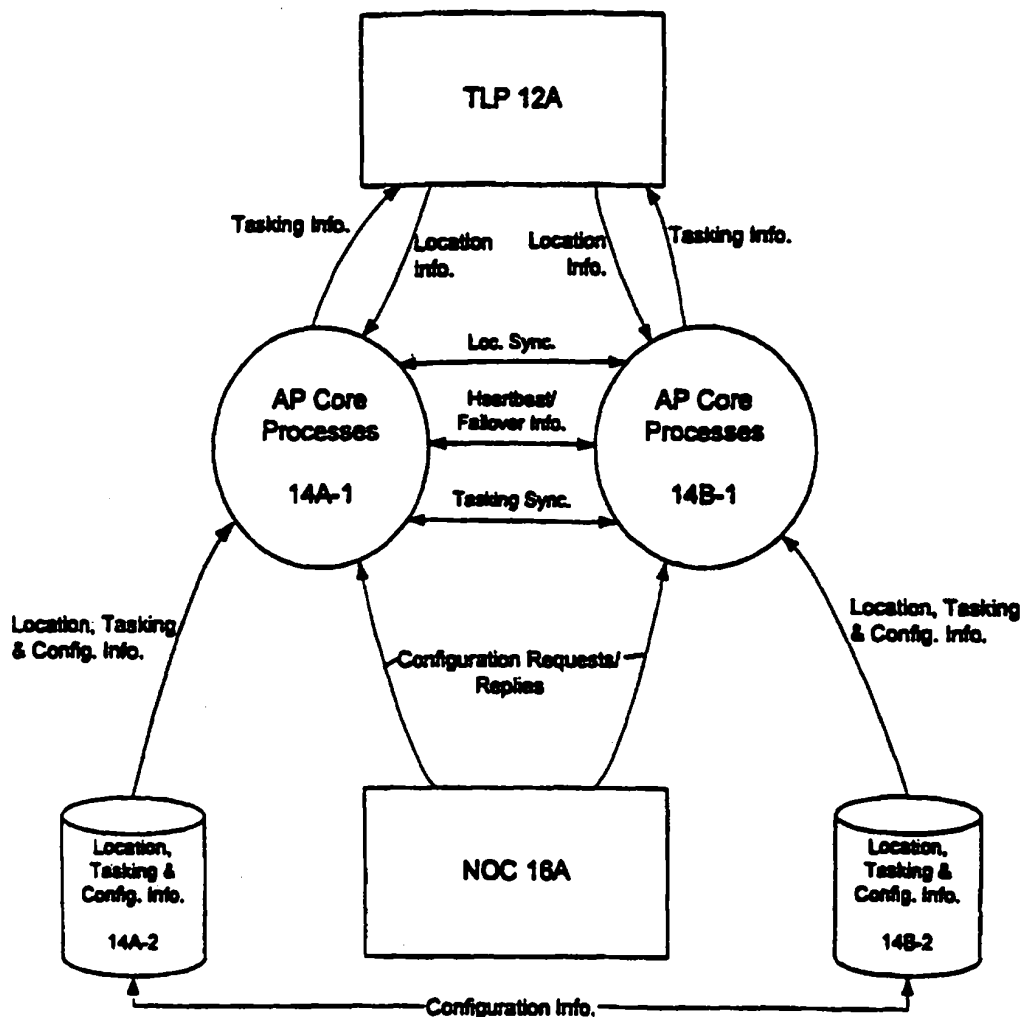 TLP 12A
Tasking Info.
Location
Info.
Location
Info.
Tasking Info.
Loc. Sync.
AP Core
Processes
14A-1
Heartbeat/
Failover Info.
AP Core
Processes
14B-1
Tasking Sync.
Location, Tasking
& Config. Info.
Location, Tasking
& Config. Info.
Configuration Requests/
Replies
Location,
Tasking &
Config. Info.
14A-2
NOC 16A
Location,
Tasking &
Config. Info.
14B-2
Configuration Info.